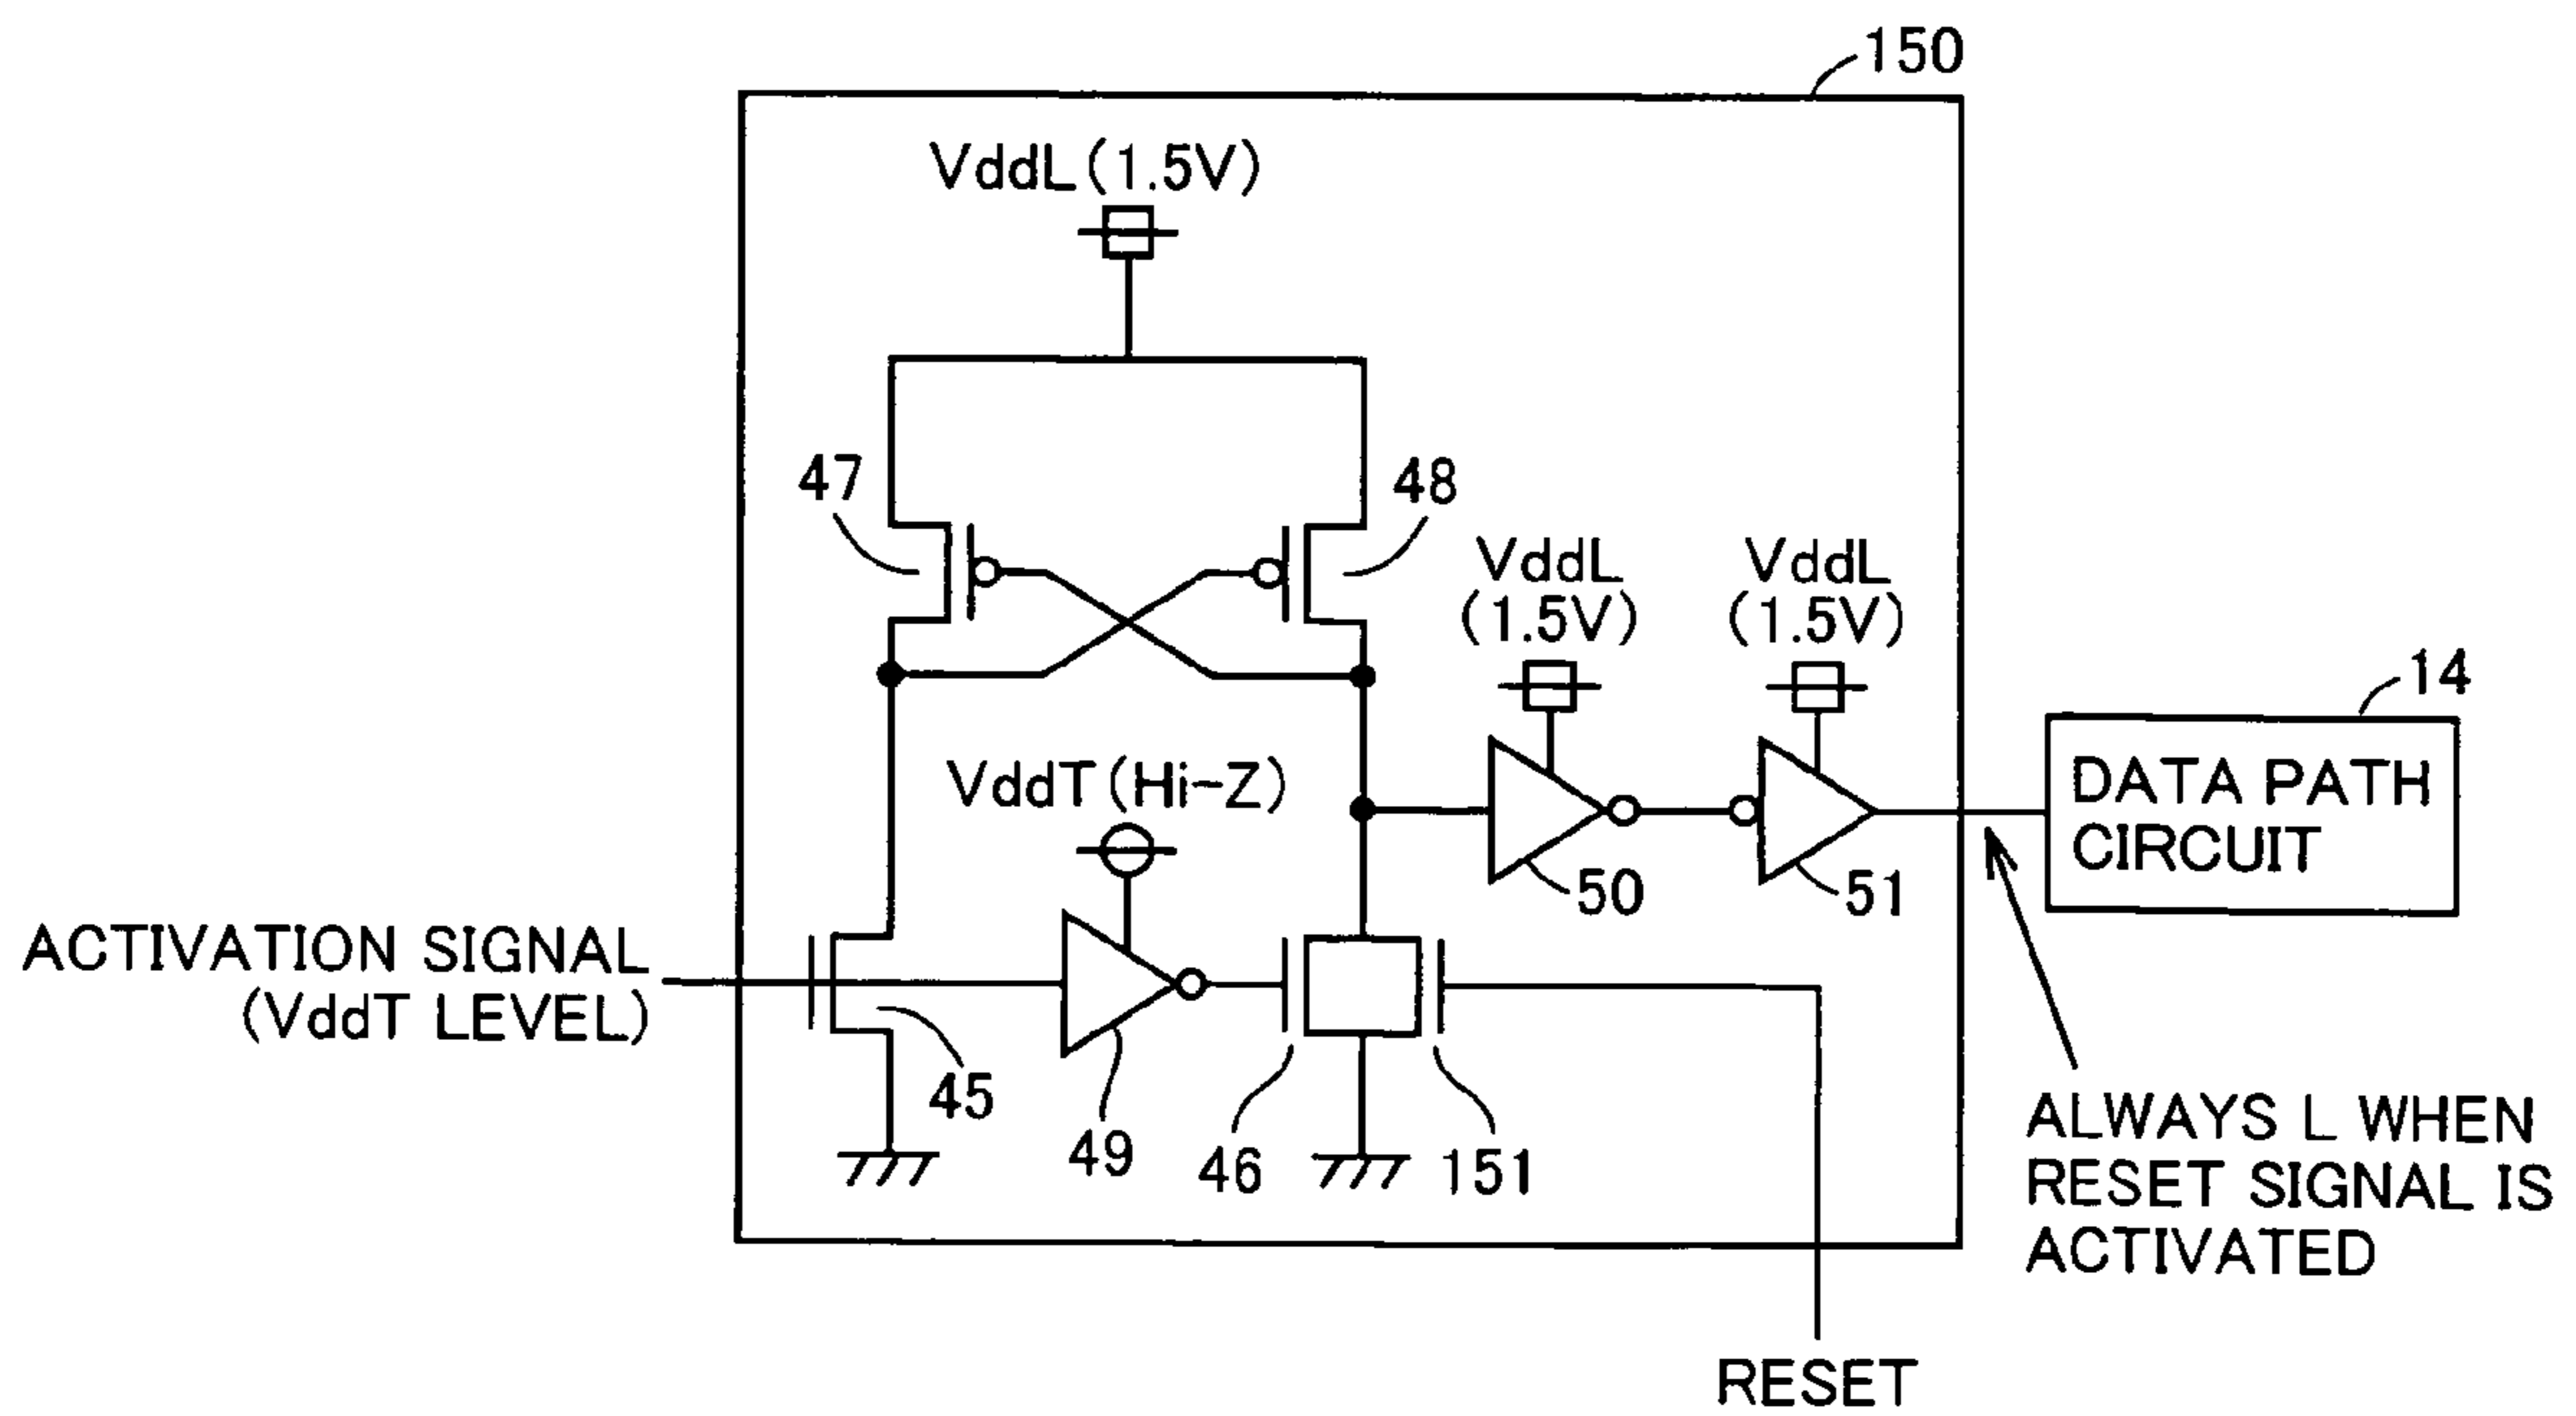 150
VddL (1.5V)
47
48
VddL
(1.5V)
VddL
(1.5V)
14
DATA PATH
CIRCUIT
VddT (Hi-Z)
50
51
ACTIVATION SIGNAL
(VddT LEVEL)
45
49
46
151
ALWAYS L WHEN
RESET SIGNAL IS
ACTIVATED
RESET